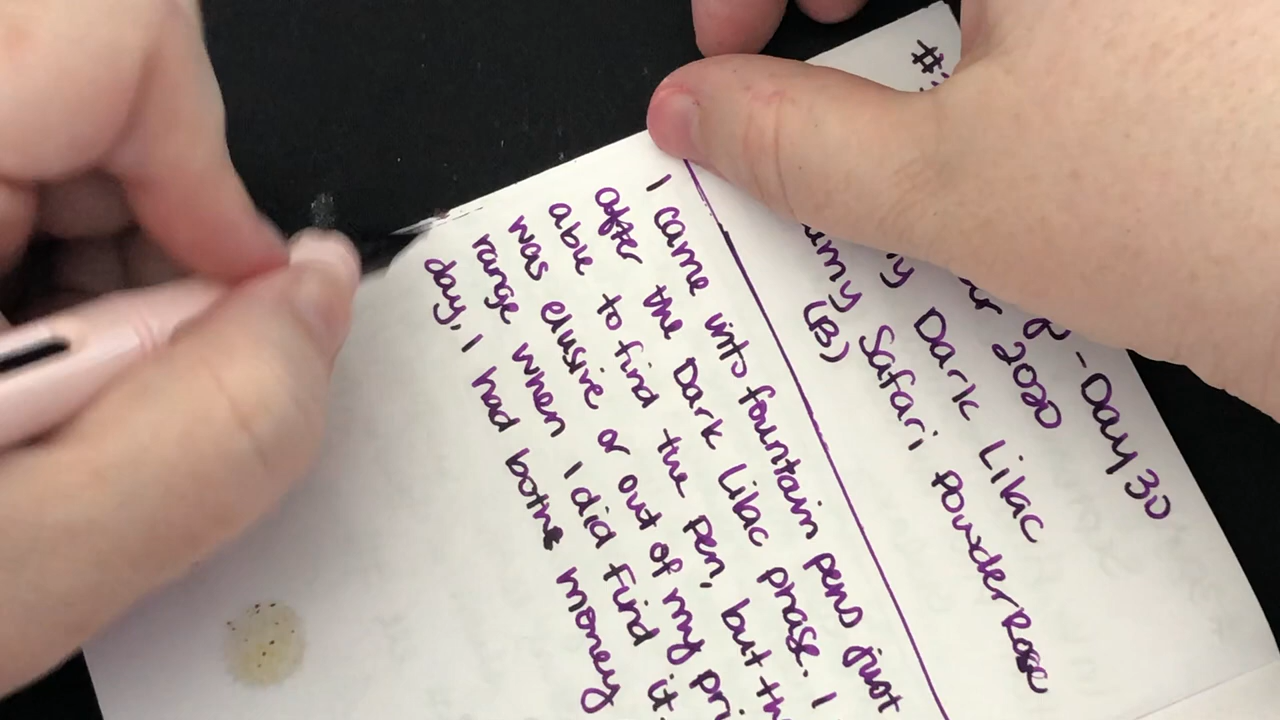 - Day 30
2020
Dark Lilac
Safari Powder Rose
(B)
I came into fountain pens just
after the Dark Lilac phase. I
able to find the pen, but th
was elusive or out of my pri
range when I did find it.
day, I had both money